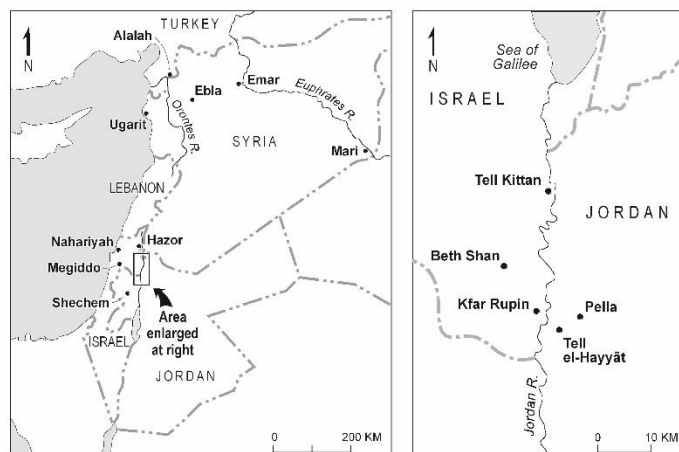 TURKEY
Alalah
N
Ebla
Emar
Euphrates R.
Orontes R.
Ugarit
SYRIA
Mari
LEBANON
Nahariyah
Hazor
Megiddo
Shechem
Area
enlarged
at right
ISRAEL
JORDAN
0 200 KM
N
Sea of
Galilee
ISRAEL
Tell Kittan
JORDAN
Beth Shan
Kfar Rupin
Pella
Tell
el-Hayyāt
Jordan R.
0 10 KM